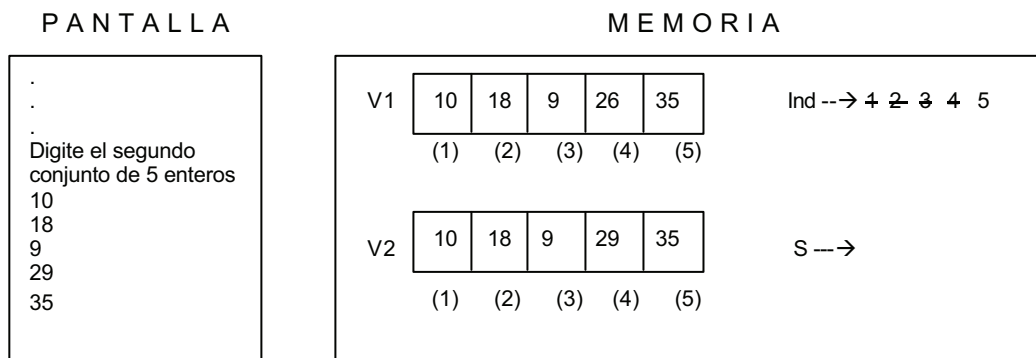 P A N T A L L A
M E M O R I A
.
.
.
Digite el segundo
conjunto de 5 enteros
10
18
9
29
35
V1 10 18 9 26 35 Ind --→ 1 2 3 4 5
(1) (2) (3) (4) (5)
V2 10 18 9 29 35 S ---→
(1) (2) (3) (4) (5)